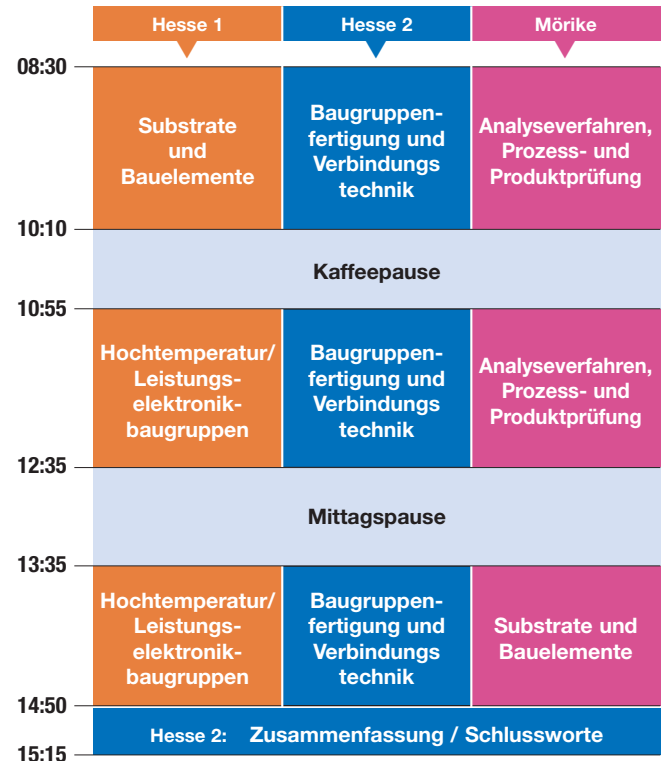 Hesse 1
Hesse 2
Mörike
08:30
Substrate
und
Bauelemente
Baugruppen-
fertigung und
Verbindungs
technik
Analyseverfahren,
Prozess- und
Produktprüfung
10:10
Kaffeepause
10:55
Hochtemperatur/
Leistungs-
elektronik-
baugruppen
Baugruppen-
fertigung und
Verbindungs
technik
Analyseverfahren,
Prozess- und
Produktprüfung
12:35
Mittagspause
13:35
Hochtemperatur/
Leistungs-
elektronik-
baugruppen
Baugruppen-
fertigung und
Verbindungs
technik
Substrate und
Bauelemente
14:50
Hesse 2: Zusammenfassung / Schlussworte
15:15